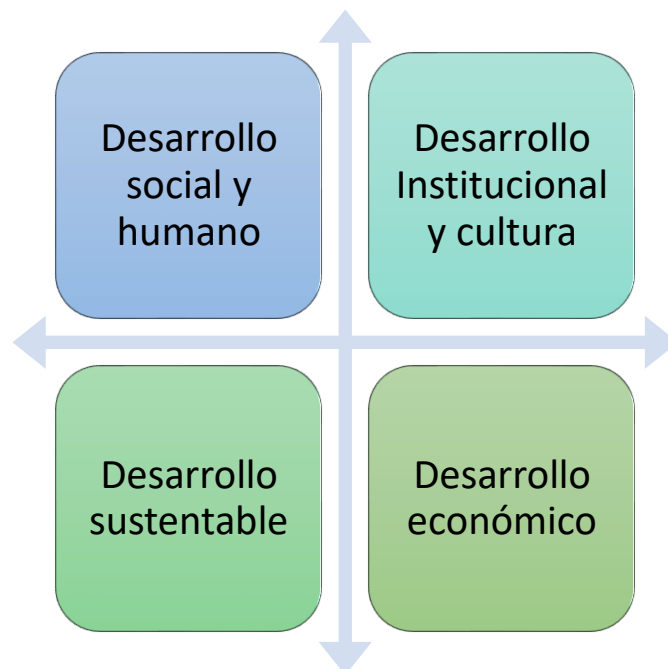 Desarrollo
social y
humano
Desarrollo
Institucional
y cultura
Desarrollo
sustentable
Desarrollo
económico